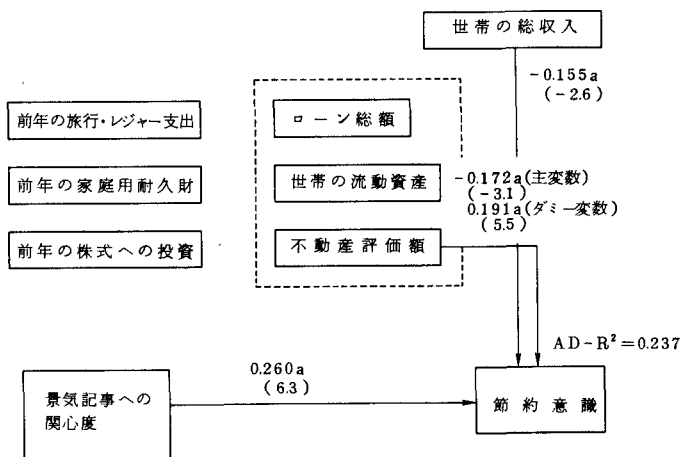 世帯の総収入
-0.155a
(-2.6)
前年の旅行・レジャー支出
ローン総額
前年の家庭用耐久財
世帯の流動資産
-0.172a(主変数)
(-3.1)
0.191a(ダミー変数)
(5.5)
前年の株式への投資
不動産評価額
AD-R²=0.237
0.260a
(6.3)
景気記事への
関心度
節約意識